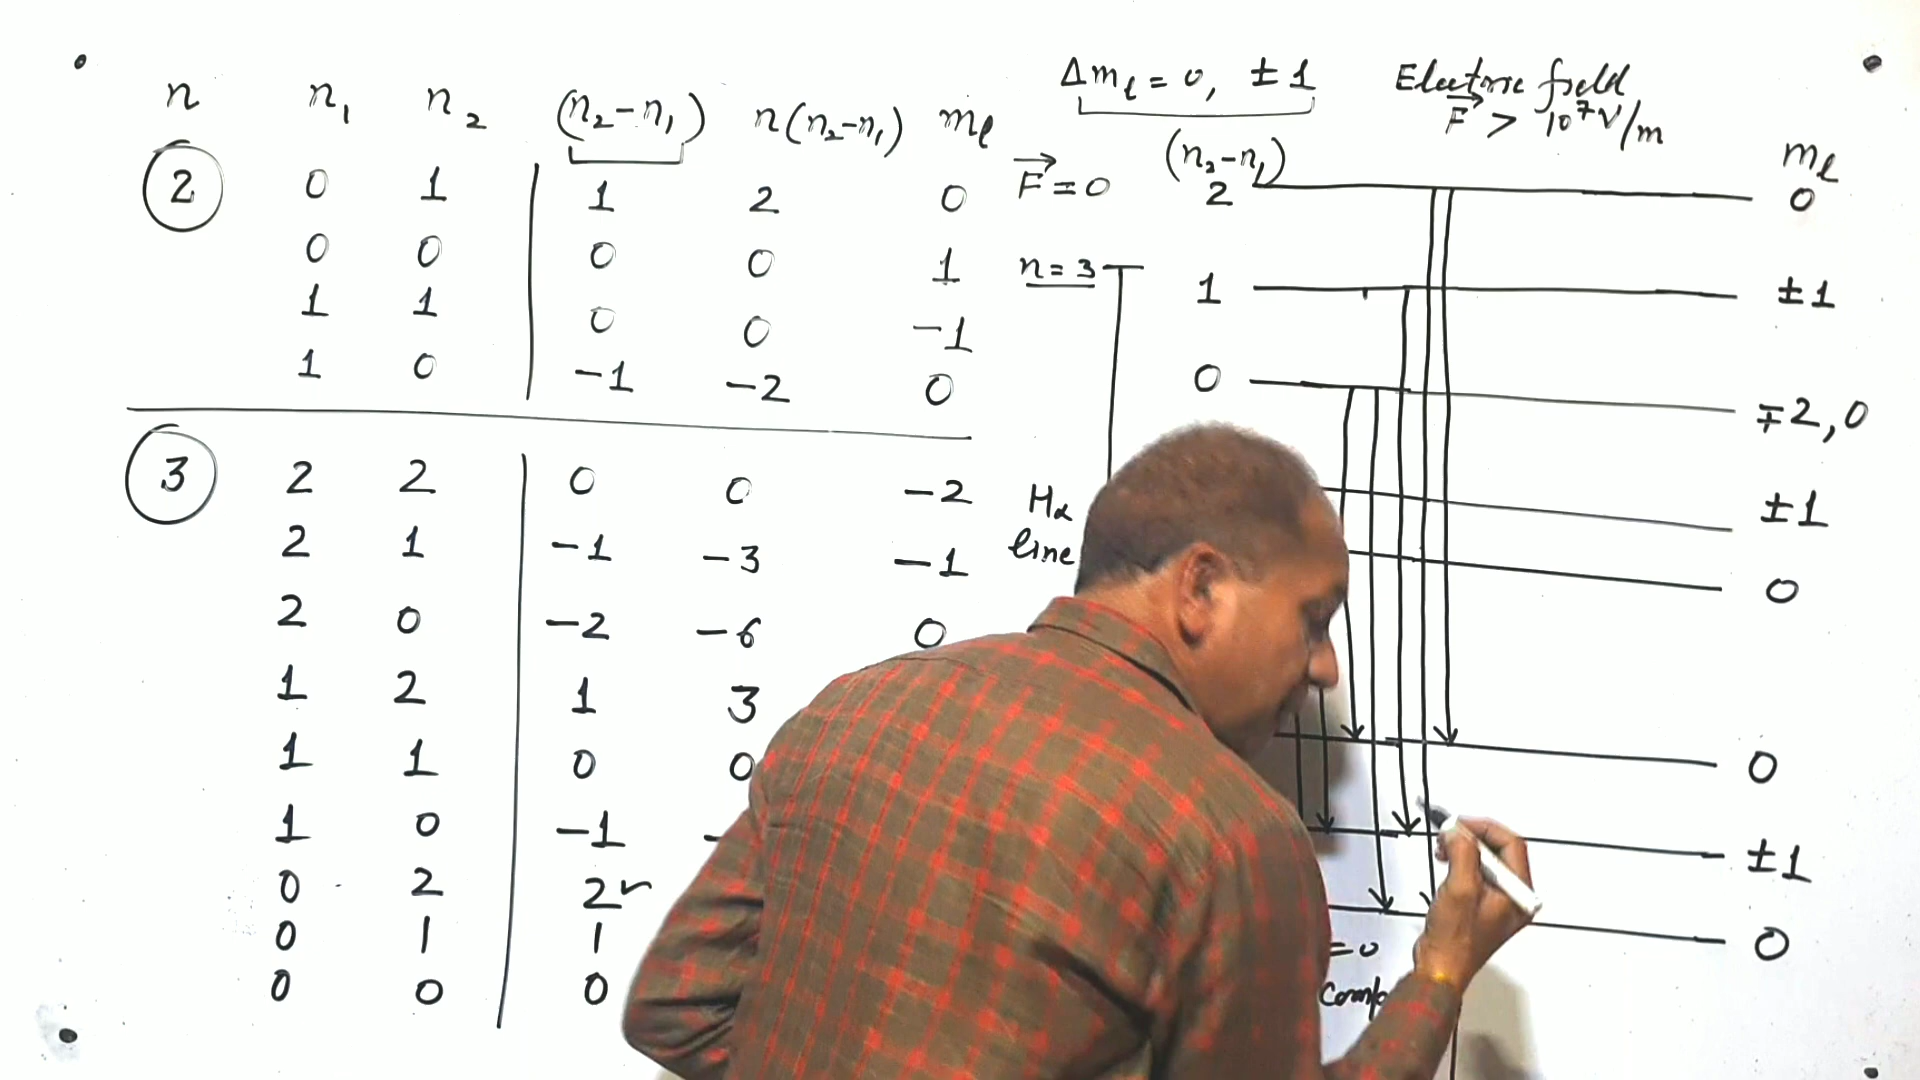 n n₁ n₂ (n₂-n₁) n(n₂-n₁) mℓ
2 0 1 1 2 0
0 0 0 0 1
1 1 0 0 -1
1 0 -1 -2 0
3 2 2 0 0 -2
2 1 -1 -3 -1
2 0 -2 -6 0
1 2 1 3
1 1 0 0
1 0 -1 -
0 2 2
0 1 1
0 0 0
Δmℓ = 0, ±1
Electric field
F > 10⁷V/m
F = 0
(n₂-n₁) mℓ
2 0
n = 3
1 ±1
0 ∓2, 0
Hα
line
±1
0
0
±1
0
=0